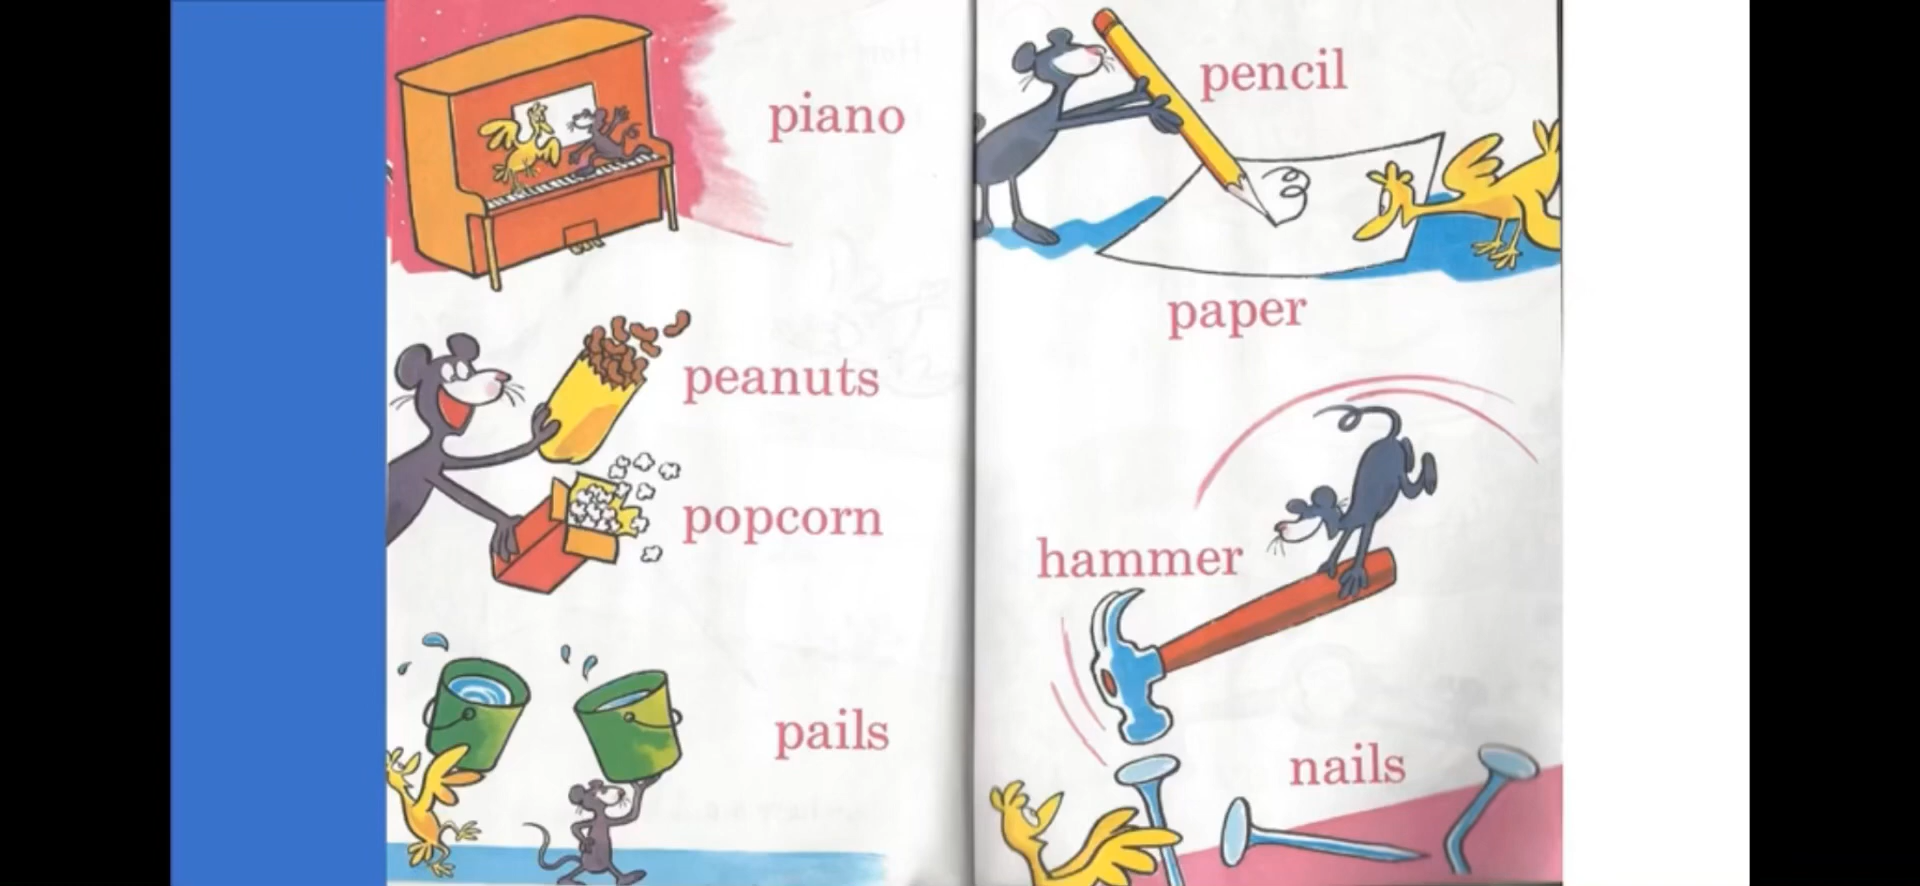 piano
peanuts
popcorn
pails
pencil
paper
hammer
nails